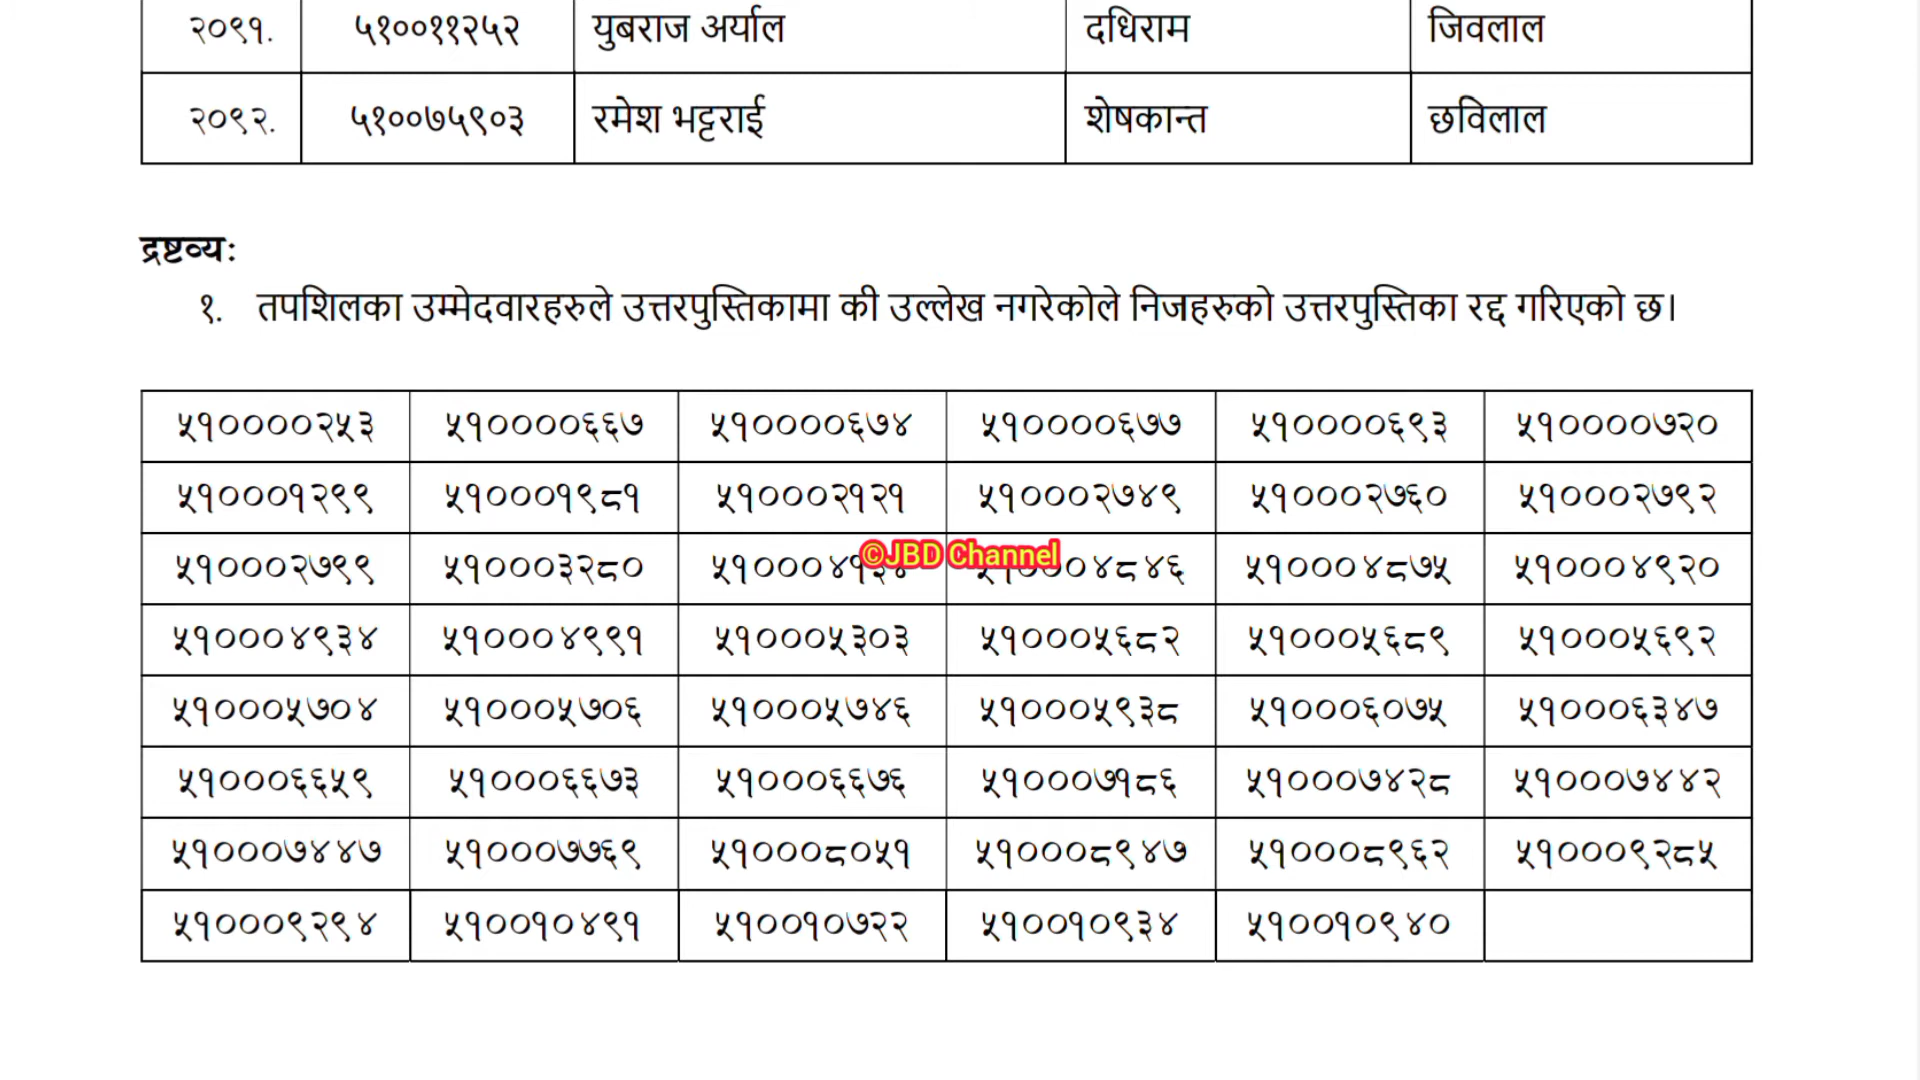 २०९१. ५१००११२५२ युबराज अर्याल दधिराम जिवलाल
२०९२. ५१००७५९०३ रमेश भट्टराई शेषकान्त छविलाल
द्रष्टव्यः
१. तपशिलका उम्मेदवारहरुले उत्तरपुस्तिकामा की उल्लेख नगरेकोले निजहरुको उत्तरपुस्तिका रद्द गरिएको छ।
५१००००२५३ ५१००००६६७ ५१००००६७४ ५१००००६७७ ५१००००६९३ ५१००००७२०
५१०००१२९९ ५१०००१९८१ ५१०००२१२१ ५१०००२७४९ ५१०००२७६० ५१०००२७९२
५१०००२७९९ ५१०००३२८० ५१०००४८४६ ५१०००४८७५ ५१०००४९२०
©JBD Channel
५१०००४९३४ ५१०००४९९१ ५१०००५३०३ ५१०००५६८२ ५१०००५६८९ ५१०००५६९२
५१०००५७०४ ५१०००५७०६ ५१०००५७४६ ५१०००५९३८ ५१०००६०७५ ५१०००६३४७
५१०००६६५९ ५१०००६६७३ ५१०००६६७६ ५१०००७१८६ ५१०००७४२८ ५१०००७४४२
५१०००७४४७ ५१०००७७६९ ५१०००८०५१ ५१०००८९४७ ५१०००८९६२ ५१०००९२८५
५१०००९२९४ ५१००१०४९१ ५१००१०७२२ ५१००१०९३४ ५१००१०९४०